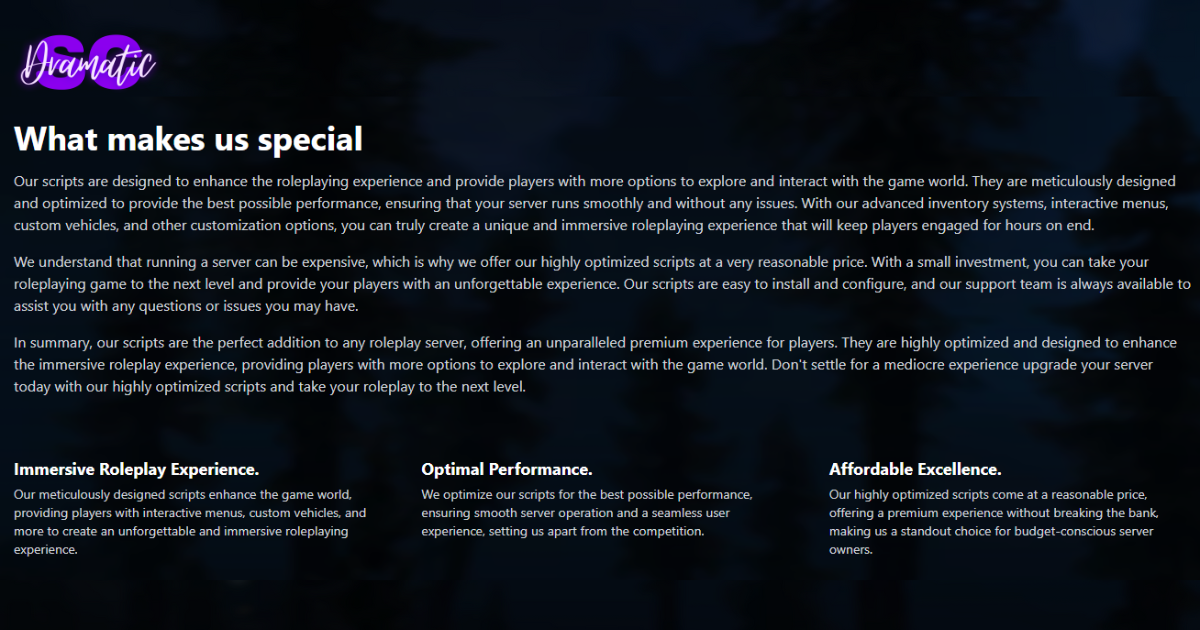 SO
Dramatic
What makes us special
Our scripts are designed to enhance the roleplaying experience and provide players with more options to explore and interact with the game world. They are meticulously designed
and optimized to provide the best possible performance, ensuring that your server runs smoothly and without any issues. With our advanced inventory systems, interactive menus,
custom vehicles, and other customization options, you can truly create a unique and immersive roleplaying experience that will keep players engaged for hours on end.
We understand that running a server can be expensive, which is why we offer our highly optimized scripts at a very reasonable price. With a small investment, you can take your
roleplaying game to the next level and provide your players with an unforgettable experience. Our scripts are easy to install and configure, and our support team is always available to
assist you with any questions or issues you may have.
In summary, our scripts are the perfect addition to any roleplay server, offering an unparalleled premium experience for players. They are highly optimized and designed to enhance
the immersive roleplay experience, providing players with more options to explore and interact with the game world. Don't settle for a mediocre experience upgrade your server
today with our highly optimized scripts and take your roleplay to the next level.
Immersive Roleplay Experience.
Our meticulously designed scripts enhance the game world,
providing players with interactive menus, custom vehicles, and
more to create an unforgettable and immersive roleplaying
experience.
Optimal Performance.
We optimize our scripts for the best possible performance,
ensuring smooth server operation and a seamless user
experience, setting us apart from the competition.
Affordable Excellence.
Our highly optimized scripts come at a reasonable price,
offering a premium experience without breaking the bank,
making us a standout choice for budget-conscious server
owners.